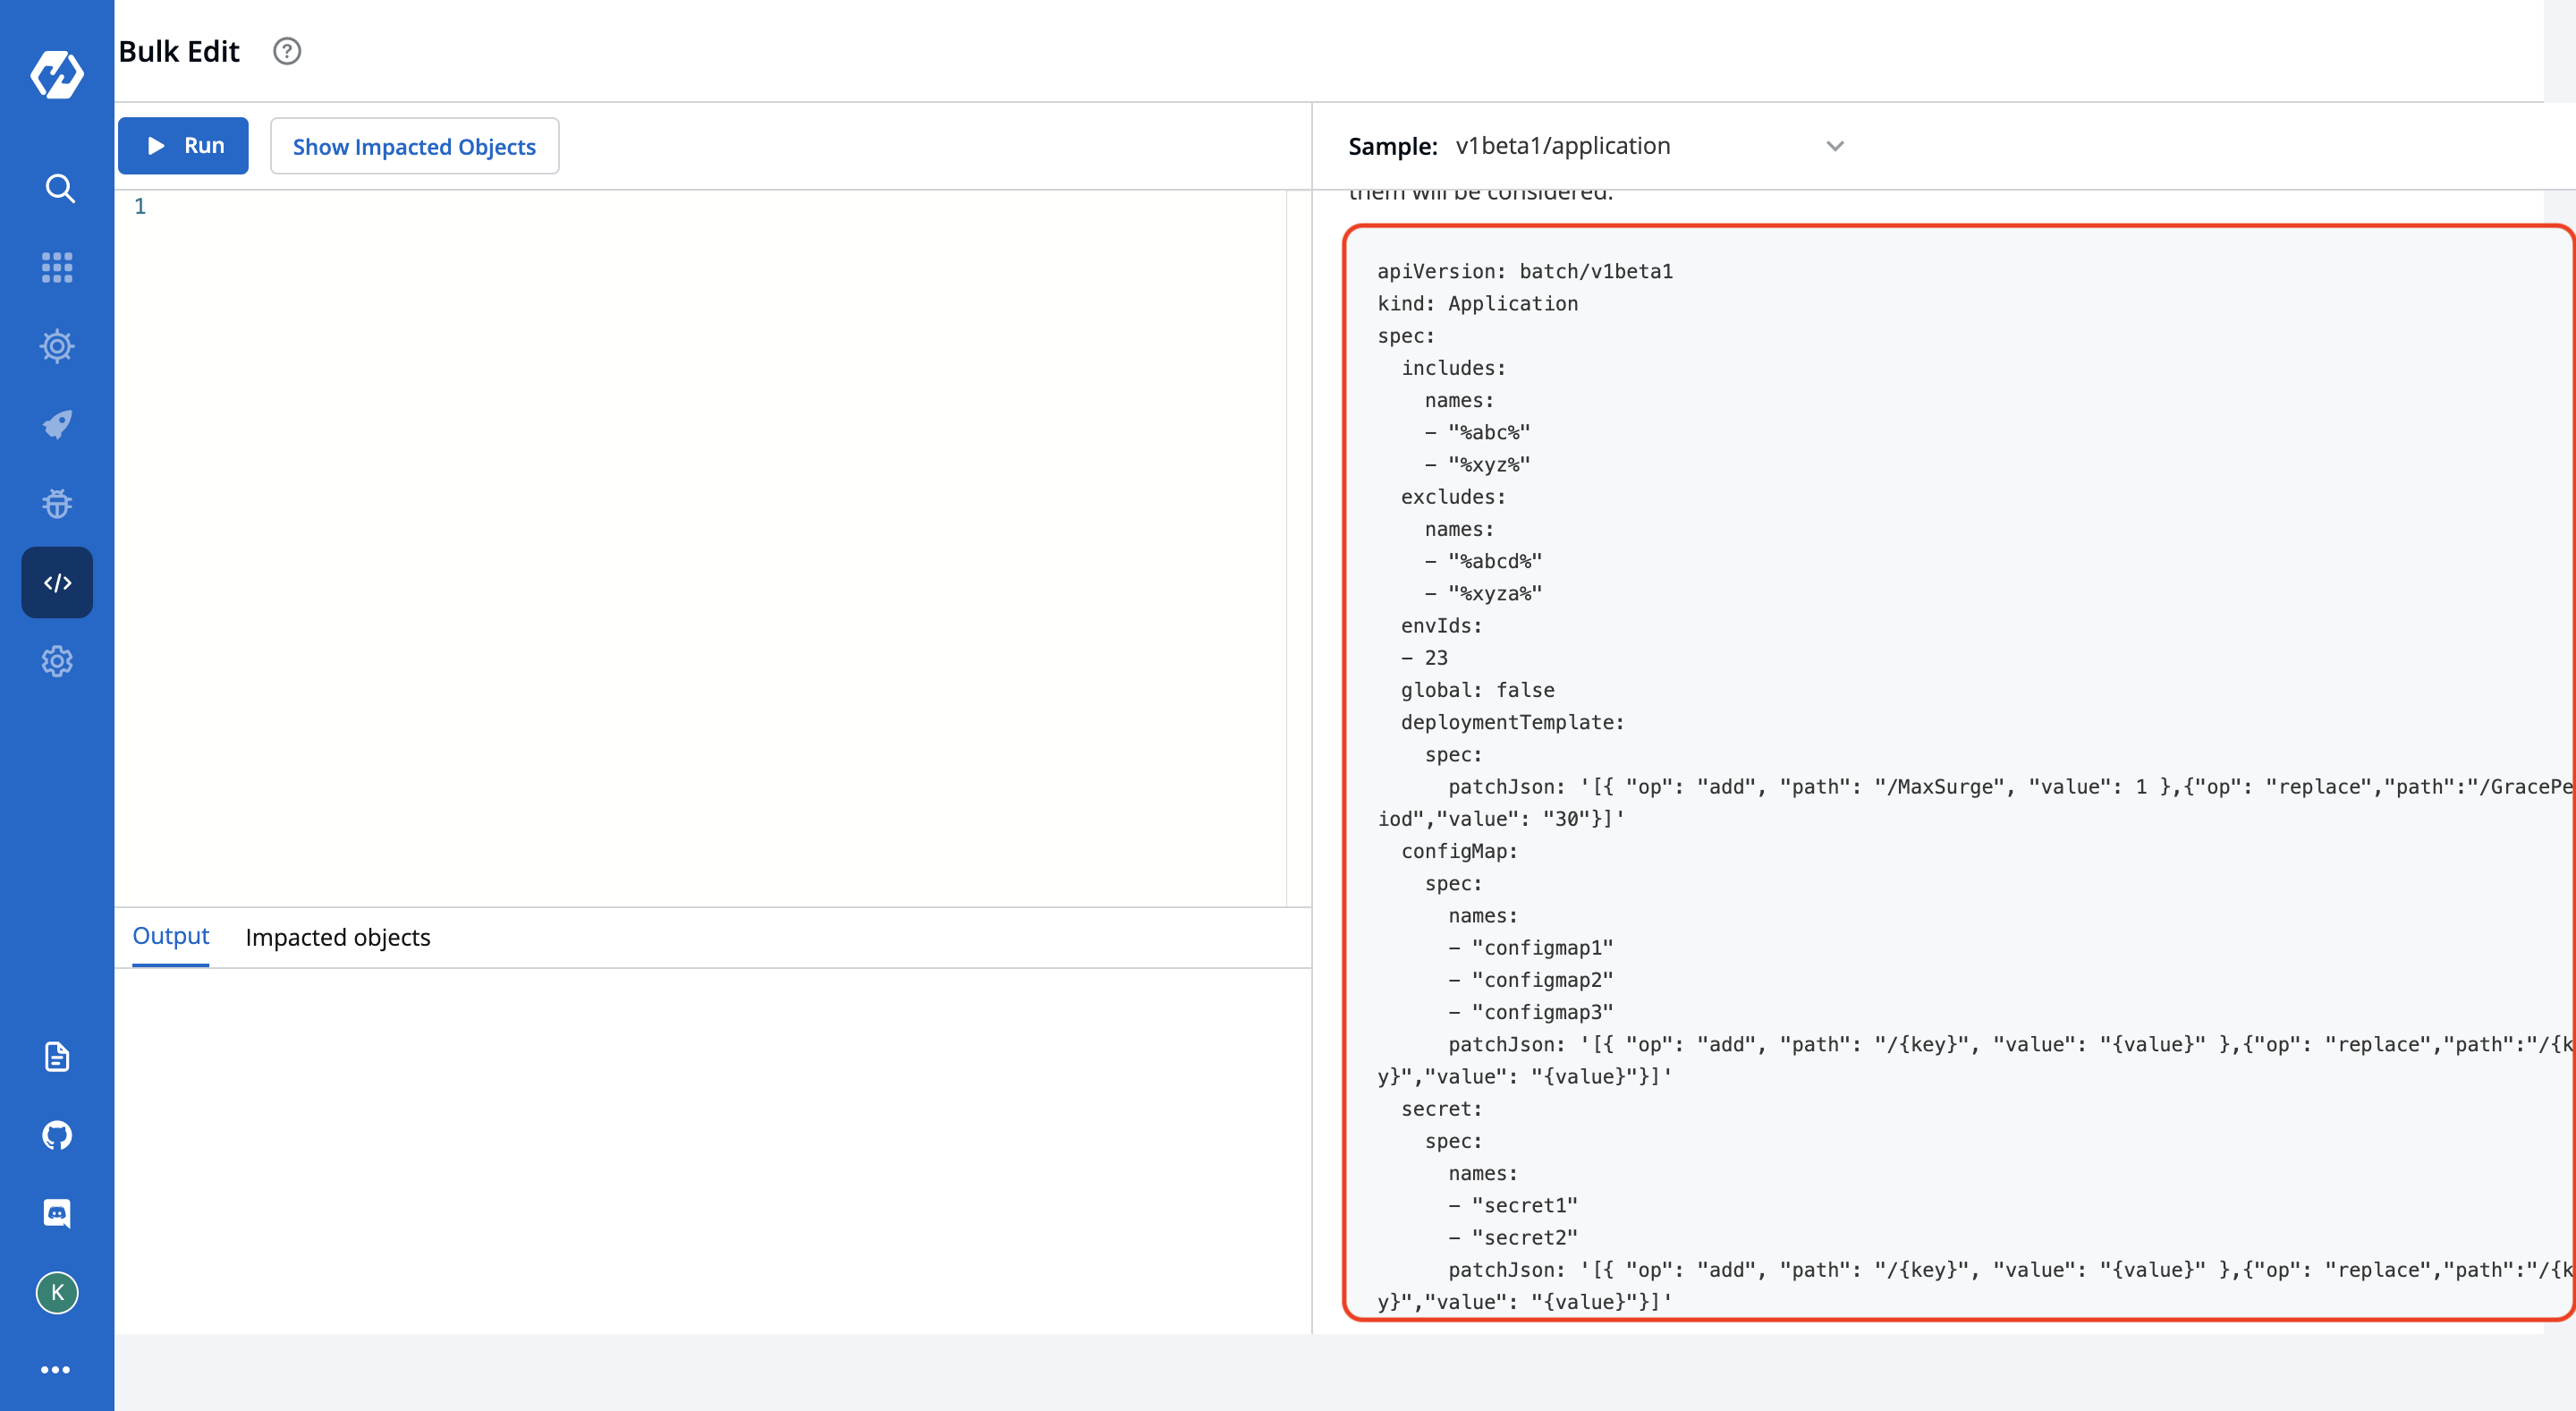 Bulk Edit
Run
Show Impacted Objects
Sample: v1beta1/application
1
them will be considered.
apiVersion: batch/v1beta1
kind: Application
spec:
  includes:
    names:
    - "%abc%"
    - "%xyz%"
  excludes:
    names:
    - "%abcd%"
    - "%xyza%"
  envIds:
  - 23
  global: false
  deploymentTemplate:
    spec:
      patchJson: '[{ "op": "add", "path": "/MaxSurge", "value": 1 },{"op": "replace","path":"/GracePe
iod","value": "30"}]'
  configMap:
    spec:
      names:
      - "configmap1"
      - "configmap2"
      - "configmap3"
      patchJson: '[{ "op": "add", "path": "/{key}", "value": "{value}" },{"op": "replace","path":"/{k
y}","value": "{value}"}]'
  secret:
    spec:
      names:
      - "secret1"
      - "secret2"
      patchJson: '[{ "op": "add", "path": "/{key}", "value": "{value}" },{"op": "replace","path":"/{k
y}","value": "{value}"}]'
Output
Impacted objects
K